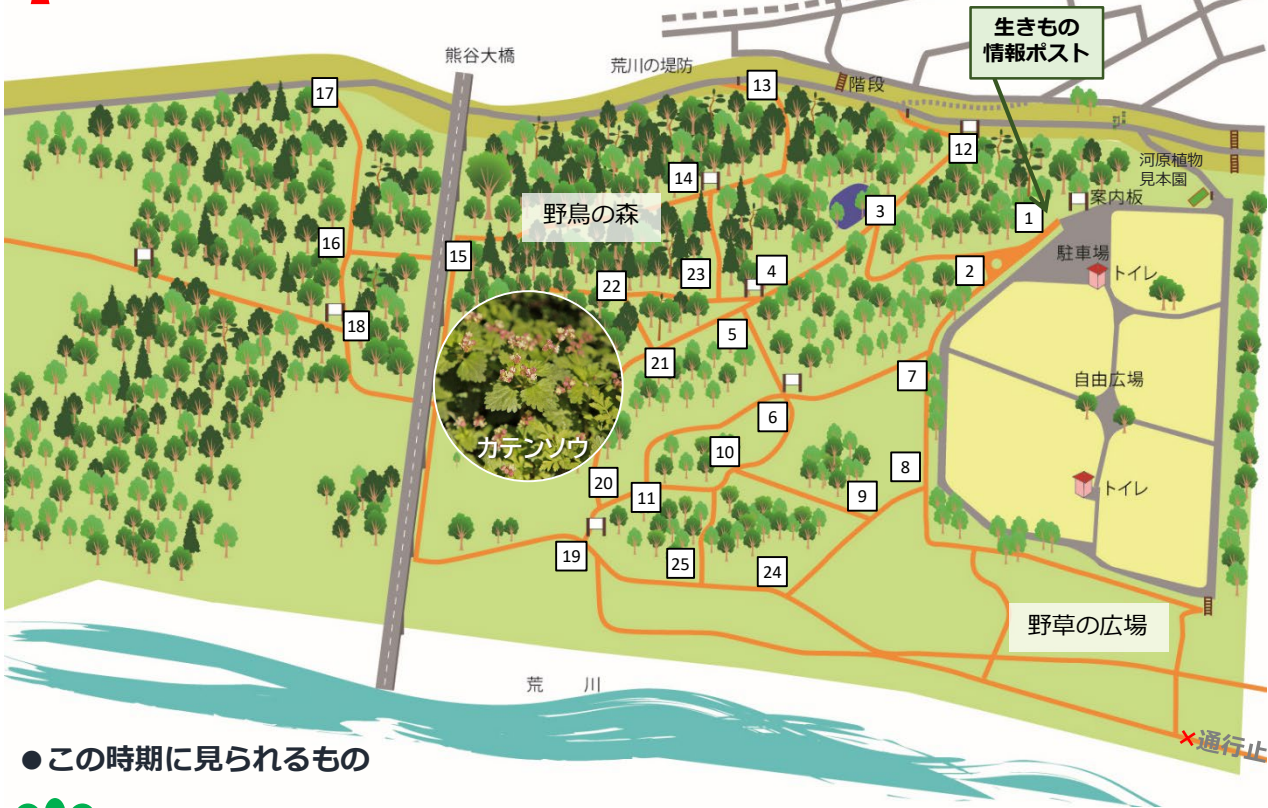 生きもの
情報ポスト
熊谷大橋
荒川の堤防
階段
13
17
12
河原植物
見本園
14
案内板
野鳥の森
3
1
16
15
駐車場
トイレ
23
4
2
22
18
5
21
7
自由広場
6
カテンソウ
10
8
20
11
9
トイレ
19
25
24
野草の広場
荒 川
●この時期に見られるもの
×通行止